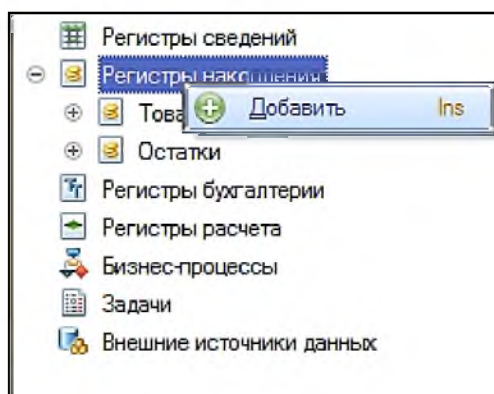 Регистры сведений
Регистры накопления
Това
Добавить Ins
Остатки
Регистры бухгалтерии
Регистры расчета
Бизнес-процессы
Задачи
Внешние источники данных